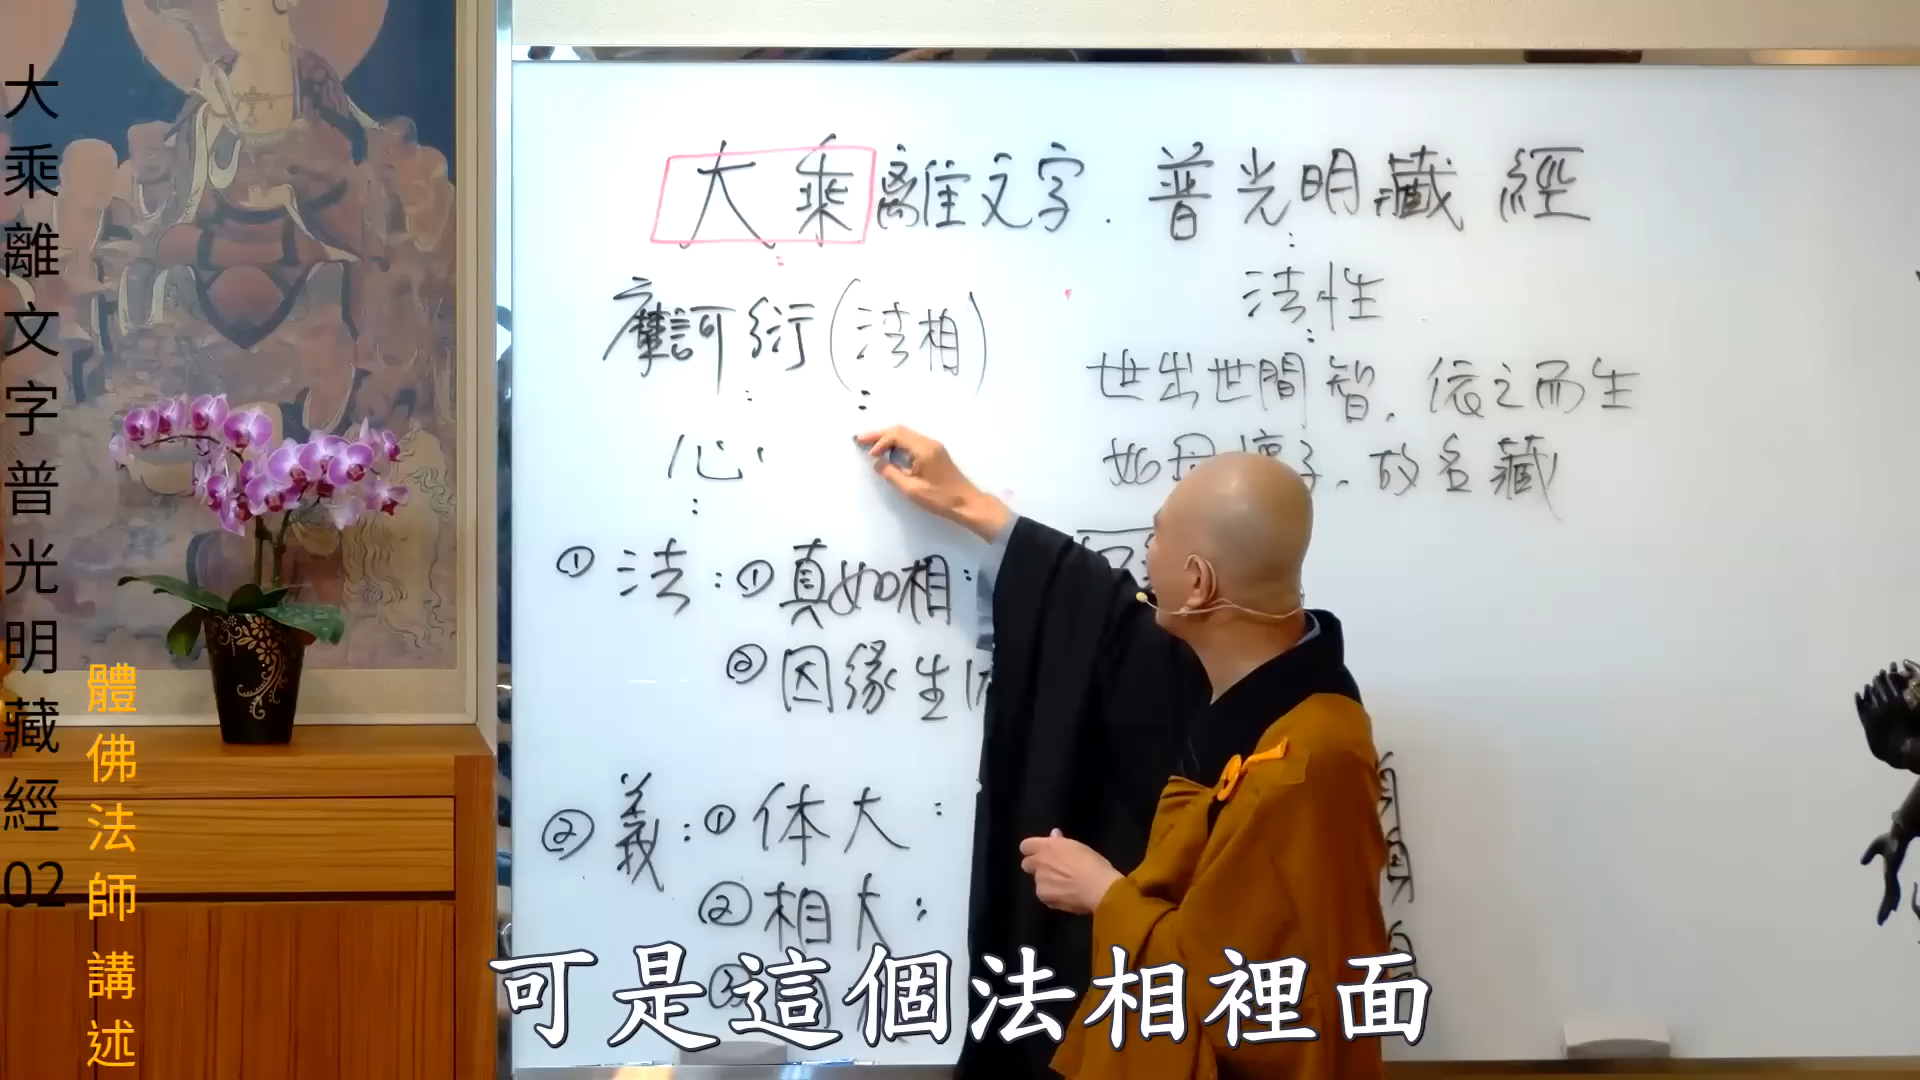 大乘離文字普光明藏經02
體佛法師講述
大乘離文字.普光明藏經
摩訶衍(法相)
法性
世出世間智.依之而生
心
如母懷子.故名藏
① 法:①真如相:
②因緣生
② 義:①体大:
②相大:
可是這個法相裡面